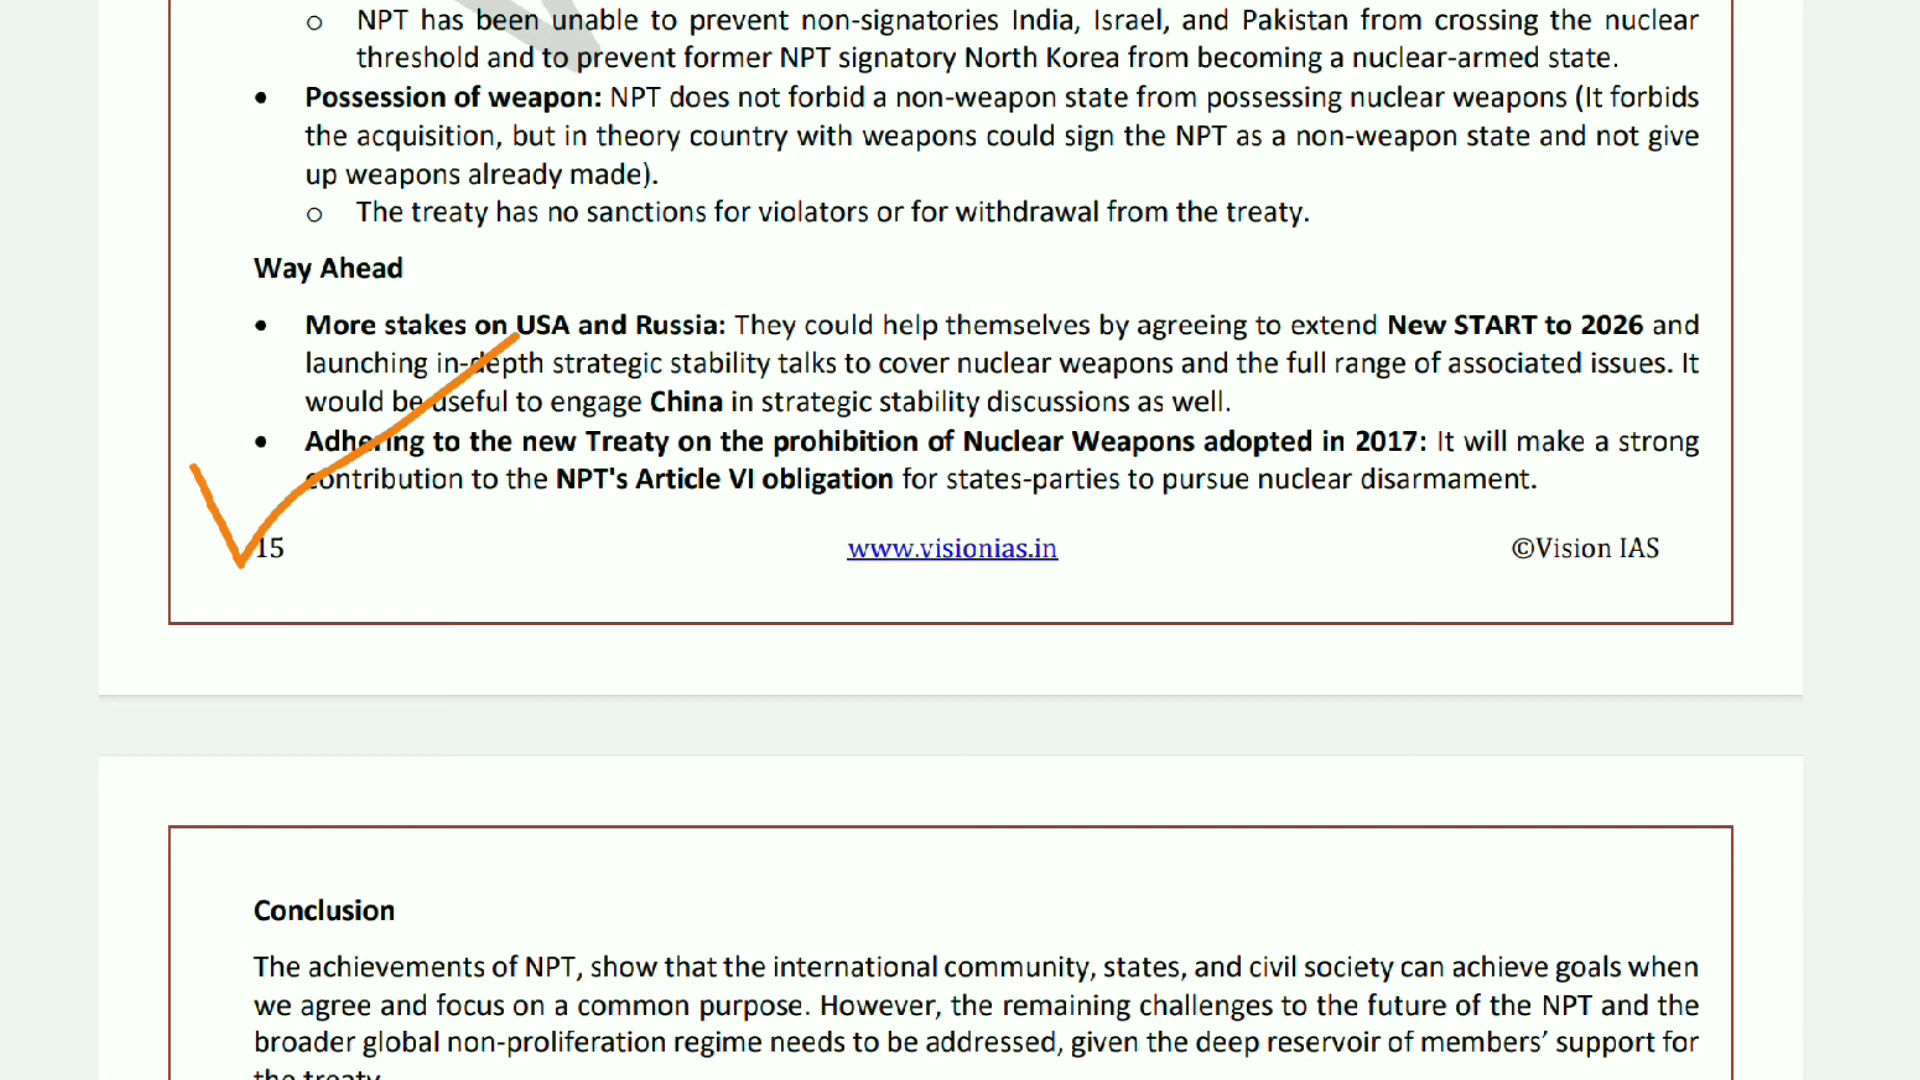 o NPT has been unable to prevent non-signatories India, Israel, and Pakistan from crossing the nuclear
threshold and to prevent former NPT signatory North Korea from becoming a nuclear-armed state.
• Possession of weapon: NPT does not forbid a non-weapon state from possessing nuclear weapons (It forbids
the acquisition, but in theory country with weapons could sign the NPT as a non-weapon state and not give
up weapons already made).
o The treaty has no sanctions for violators or for withdrawal from the treaty.
Way Ahead
• More stakes on USA and Russia: They could help themselves by agreeing to extend New START to 2026 and
launching in-depth strategic stability talks to cover nuclear weapons and the full range of associated issues. It
would be useful to engage China in strategic stability discussions as well.
• Adhering to the new Treaty on the prohibition of Nuclear Weapons adopted in 2017: It will make a strong
contribution to the NPT's Article VI obligation for states-parties to pursue nuclear disarmament.
15 www.visionias.in ©Vision IAS
Conclusion
The achievements of NPT, show that the international community, states, and civil society can achieve goals when
we agree and focus on a common purpose. However, the remaining challenges to the future of the NPT and the
broader global non-proliferation regime needs to be addressed, given the deep reservoir of members’ support for
the treaty.